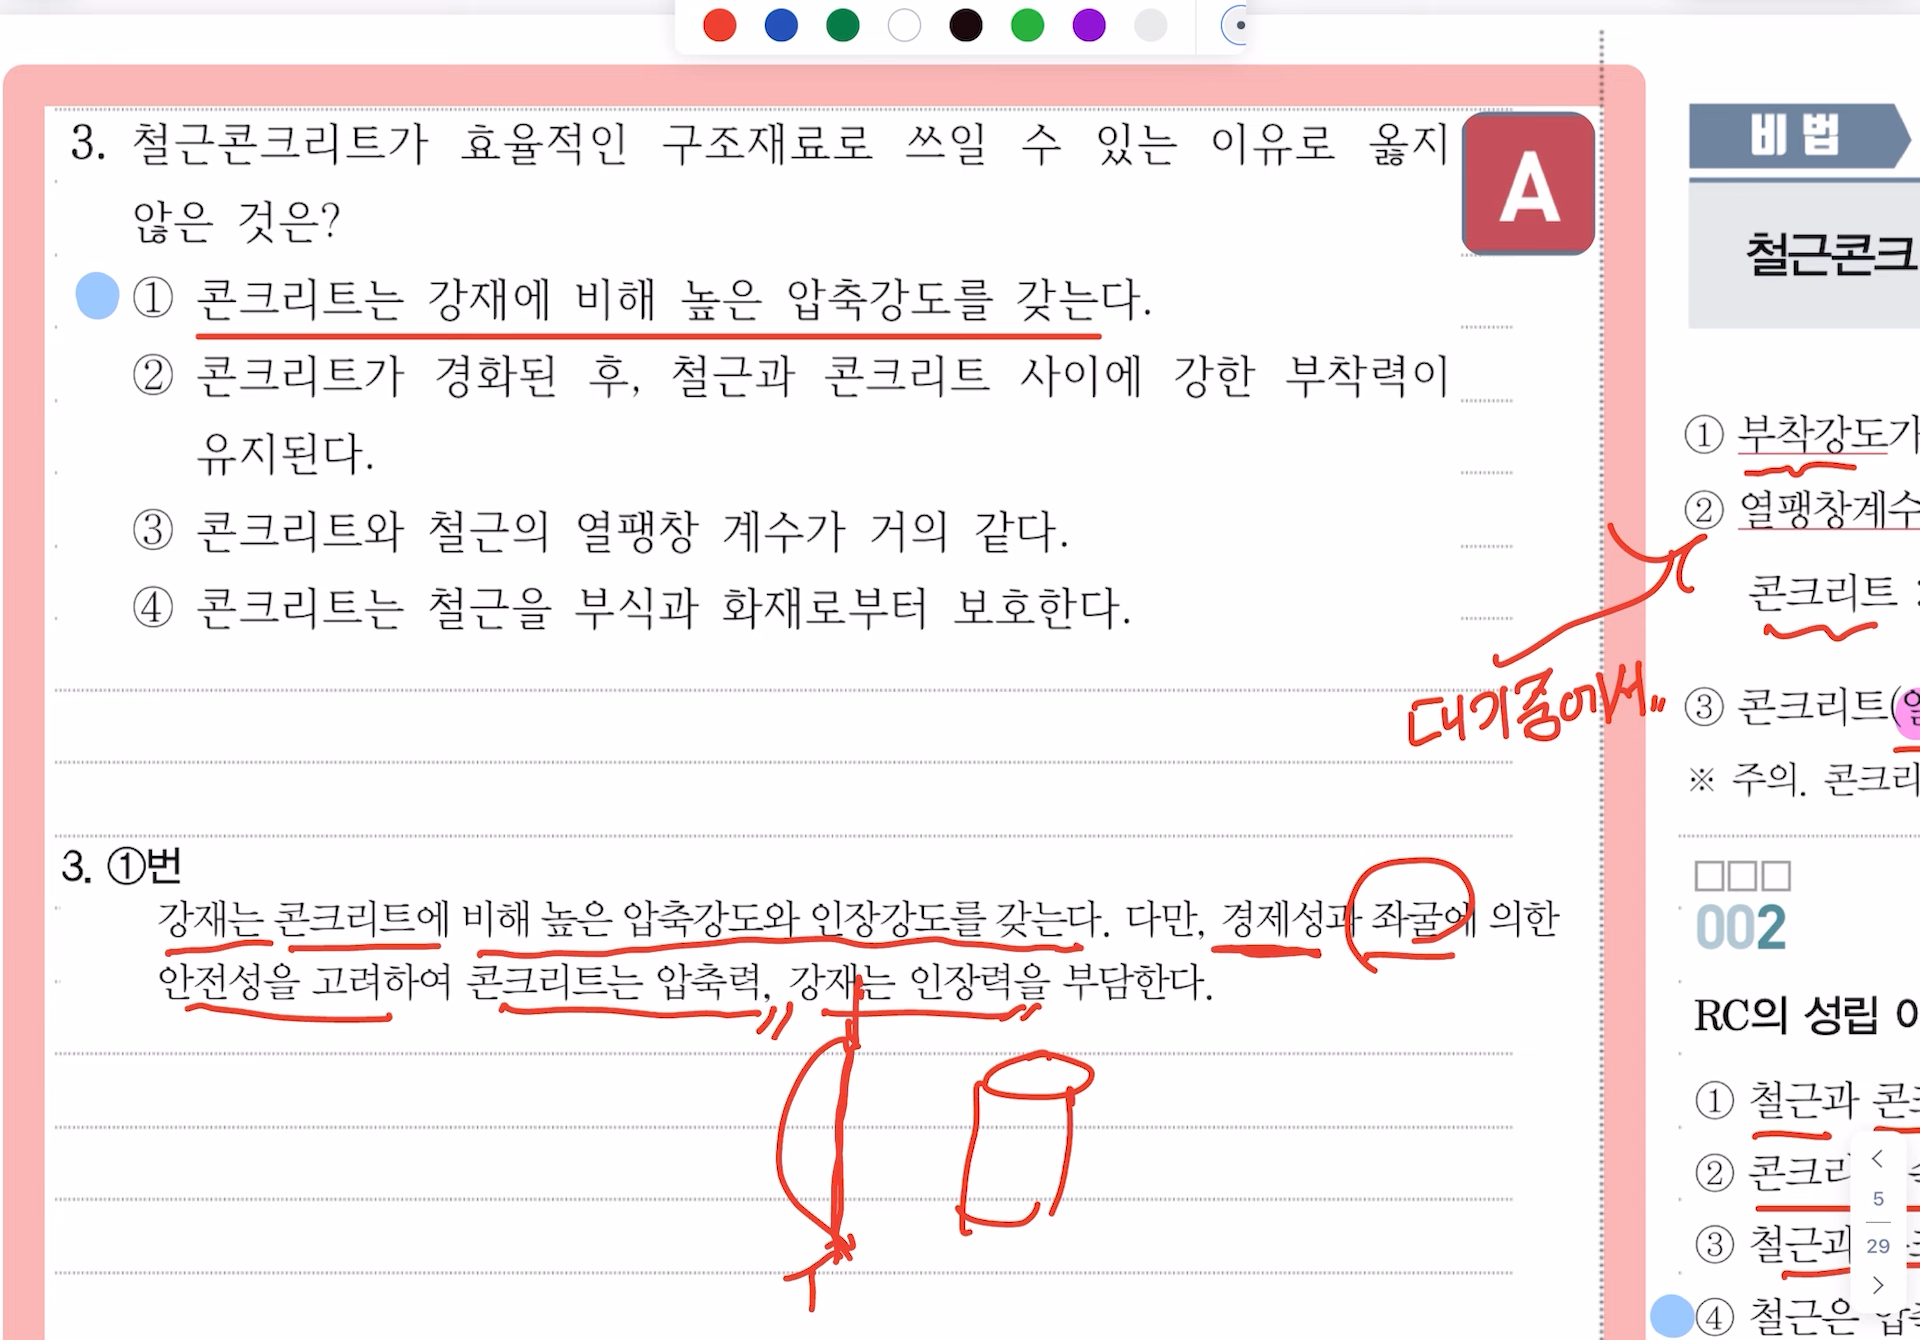 3. 철근콘크리트가 효율적인 구조재료로 쓰일 수 있는 이유로 옳지
않은 것은?
① 콘크리트는 강재에 비해 높은 압축강도를 갖는다.
② 콘크리트가 경화된 후, 철근과 콘크리트 사이에 강한 부착력이
유지된다.
③ 콘크리트와 철근의 열팽창 계수가 거의 같다.
④ 콘크리트는 철근을 부식과 화재로부터 보호한다.
A
대기중에서..
3. ①번
강재는 콘크리트에 비해 높은 압축강도와 인장강도를 갖는다. 다만, 경제성과 좌굴에 의한
안전성을 고려하여 콘크리트는 압축력, 강재는 인장력을 부담한다.
비법
철근콘크
① 부착강도가
② 열팽창계수
콘크리트 :
③ 콘크리트(
※ 주의. 콘크리
002
RC의 성립
① 철근과 콘크
② 콘크리
③ 철근과
④ 철근은 압축
5
29